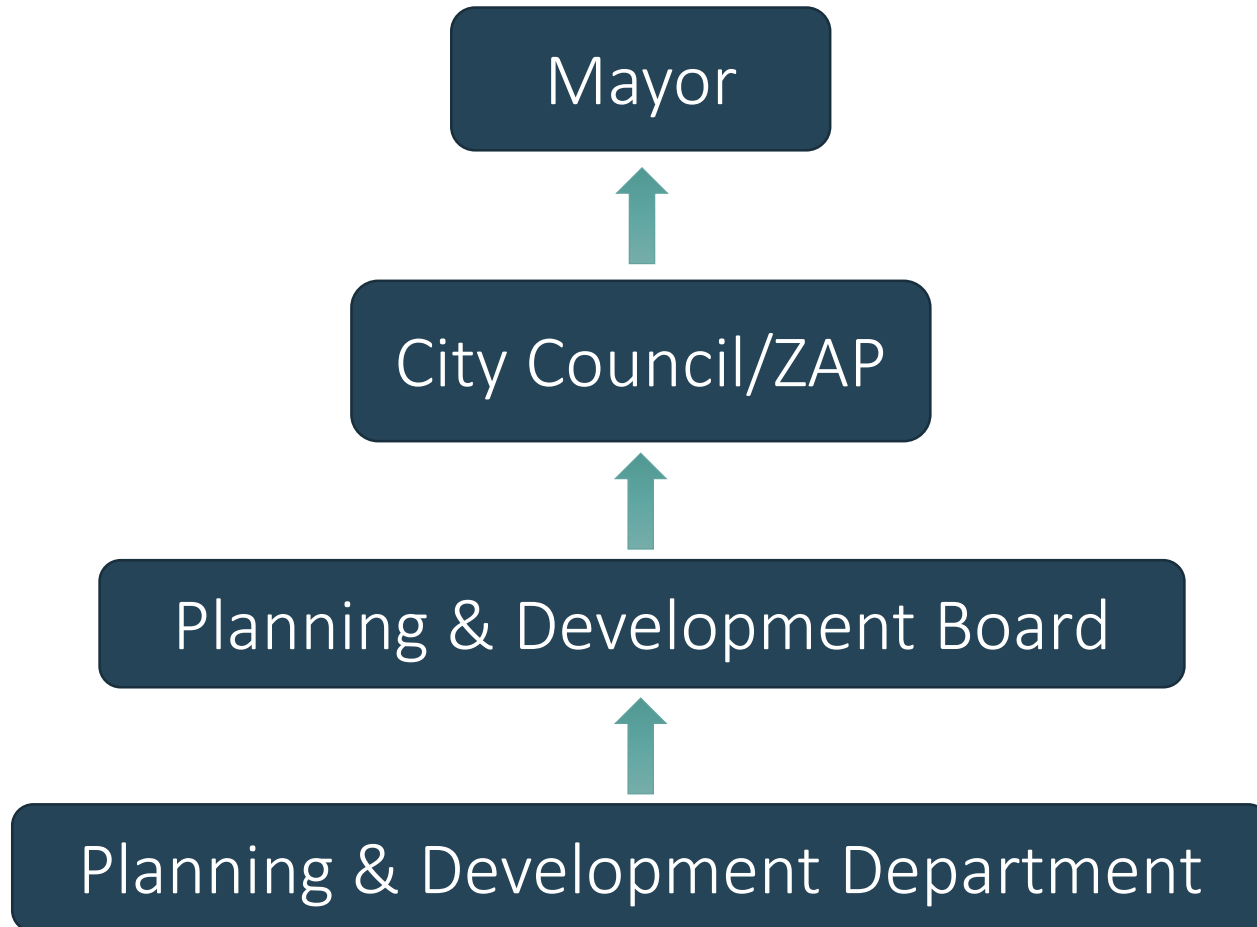 Mayor
City Council/ZAP
Planning & Development Board
Planning & Development Department